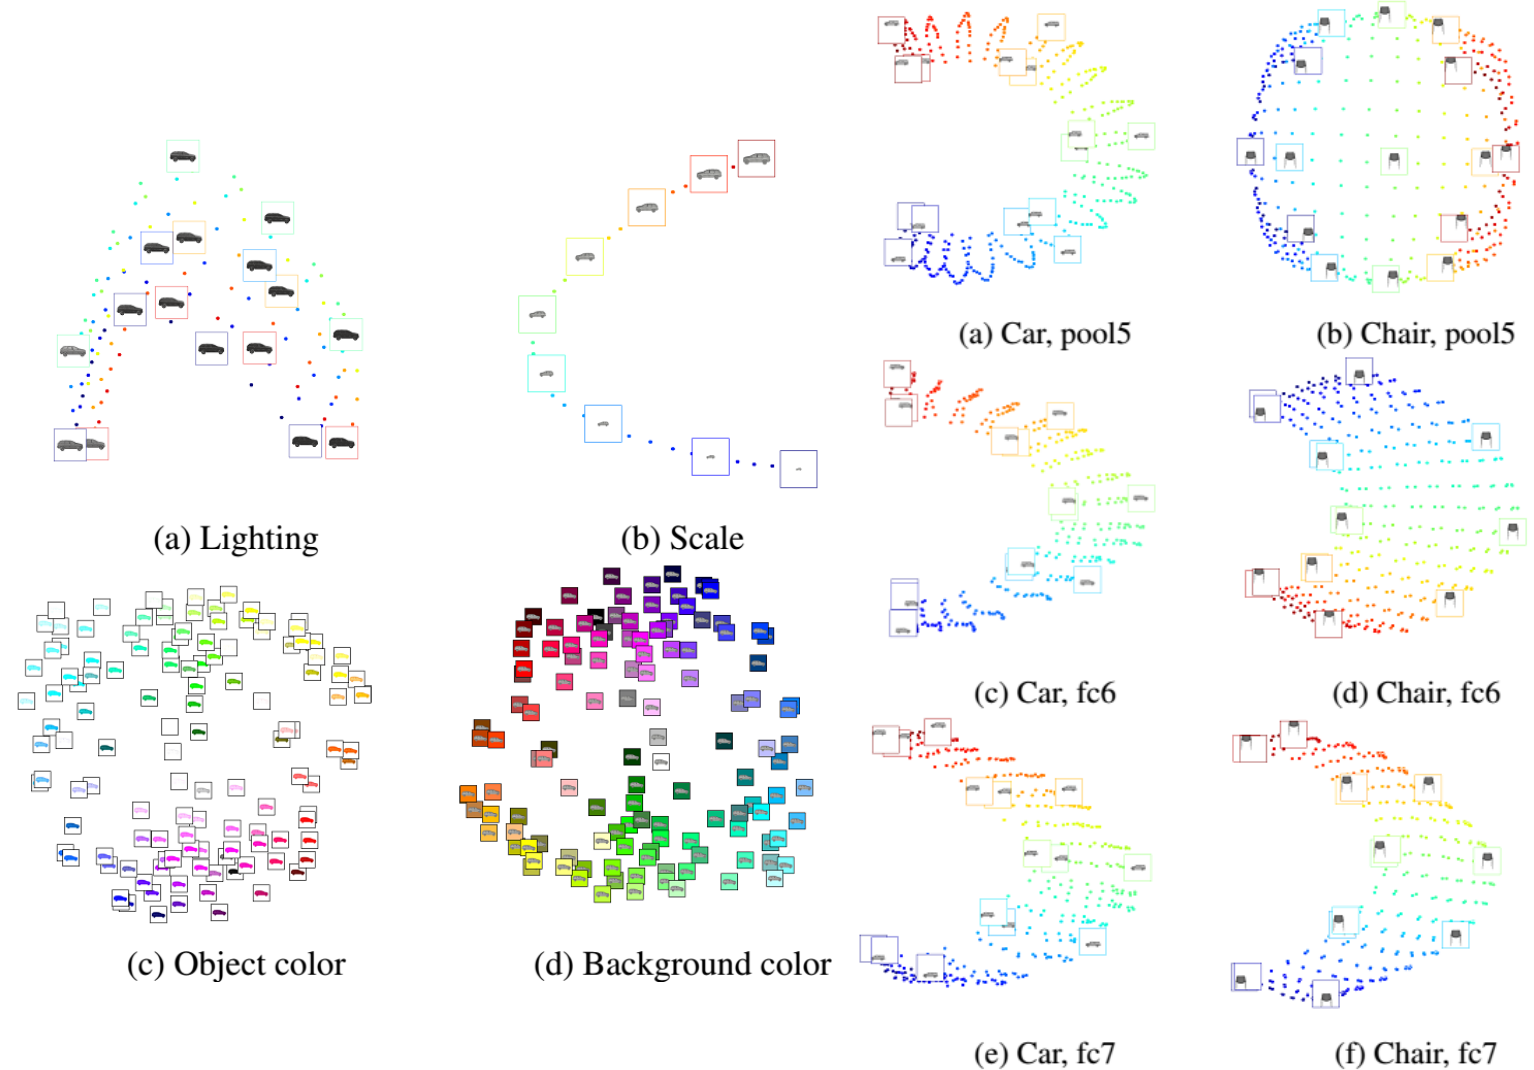 (a) Car, pool5
(b) Chair, pool5
(a) Lighting
(b) Scale
(c) Car, fc6
(d) Chair, fc6
(c) Object color
(d) Background color
(e) Car, fc7
(f) Chair, fc7